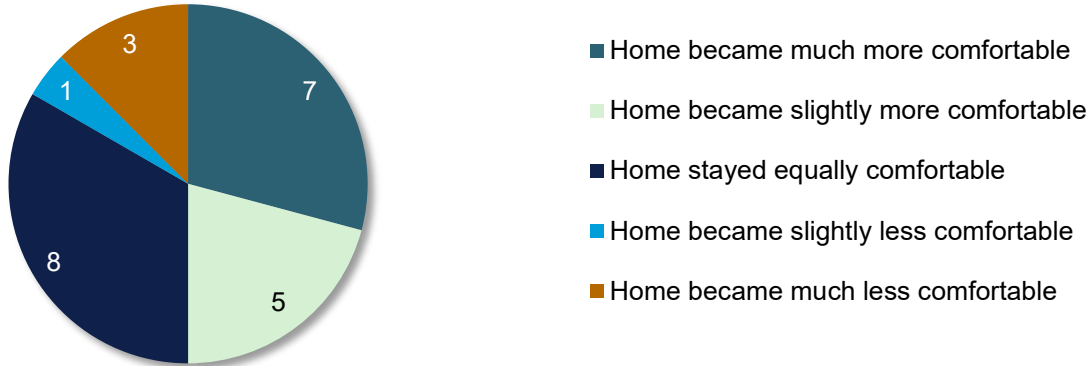 3
7
1
8
5
Home became much more comfortable
Home became slightly more comfortable
Home stayed equally comfortable
Home became slightly less comfortable
Home became much less comfortable